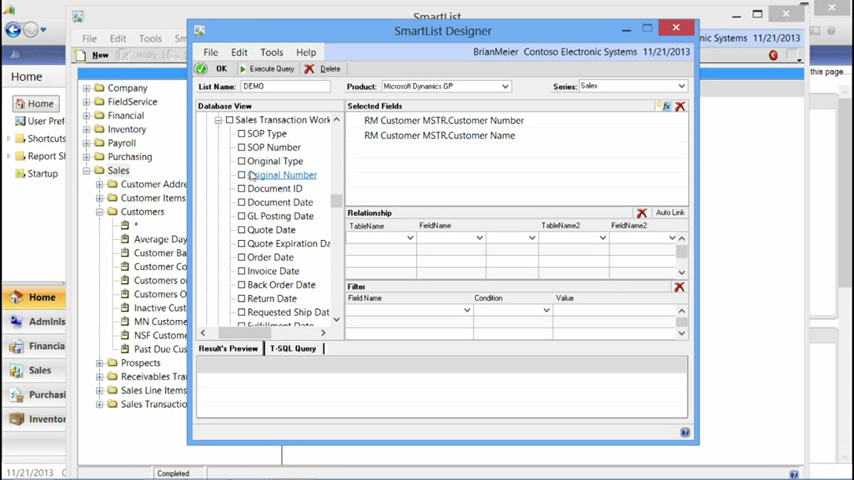 SmartList
SmartList Designer
File Edit Tools Help
BrianMeier Contoso Electronic Systems 11/21/2013
OK Execute Query Delete
List Name: DEMO Product: Microsoft Dynamics GP Series: Sales
Database View
Sales Transaction Work
SOP Type
SOP Number
Original Type
Original Number
Document ID
Document Date
GL Posting Date
Quote Date
Quote Expiration Da
Order Date
Invoice Date
Back Order Date
Return Date
Requested Ship Dat
Fulfillment Date
Selected Fields
RM Customer MSTR.Customer Number
RM Customer MSTR.Customer Name
Relationship Auto Link
TableName FieldName TableName2 FieldName2
Filter
Field Name Condition Value
Result's Preview T-SQL Query
File Edit Tools Sm
New Modify
onic Systems 11/21/2013
this page...
Company
FieldService
Financial
Inventory
Payroll
Purchasing
Sales
Customer Addre
Customer Items
Customers
*
Average Day
Customer Ba
Customer Co
Customers o
Customers O
Inactive Cust
MN Custome
NSF Custome
Past Due Cu
Prospects
Receivables Tra
Sales Line Items
Sales Transactio
Completed
Home
Home
User Pref
Shortcuts
Report Sh
Startup
Home
Adminis
Financia
Sales
Purchasi
Inventor
11/21/2013